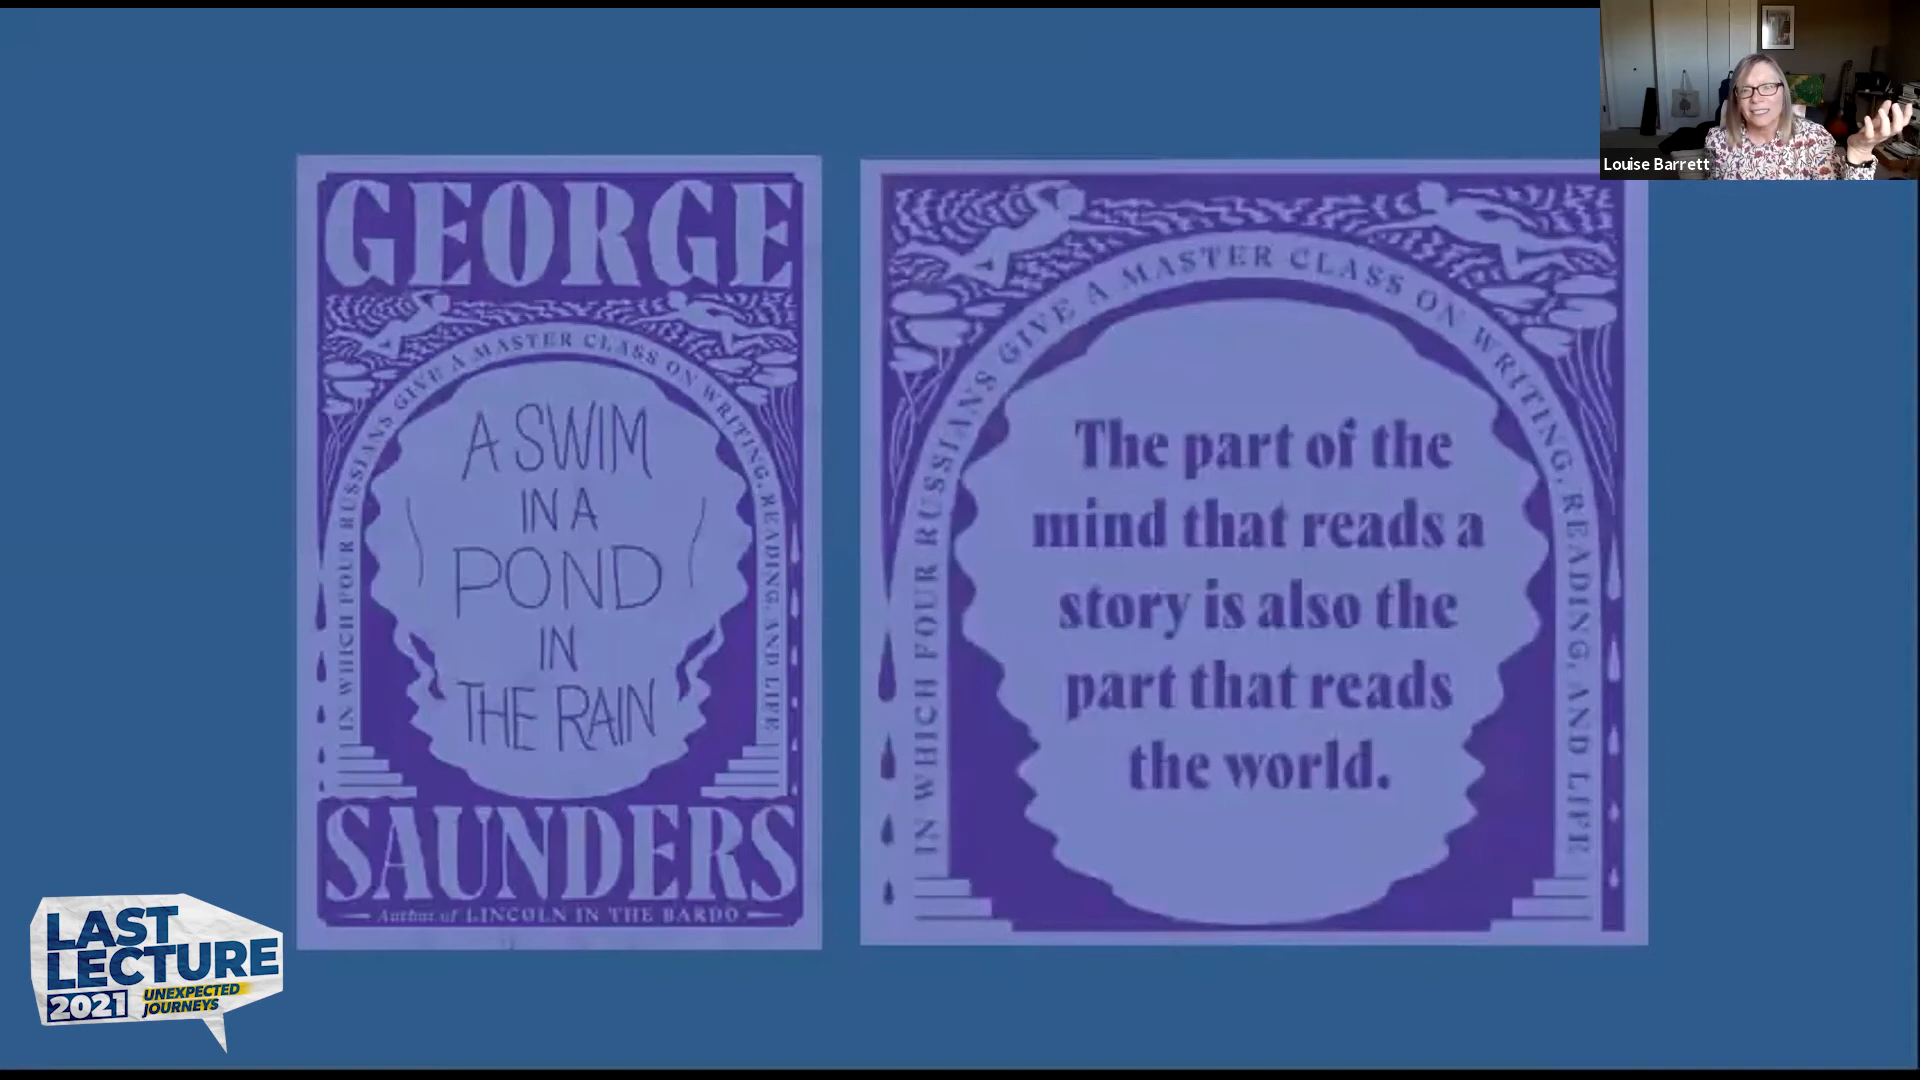 Louise Barrett
GEORGE
IN WHICH FOUR RUSSIANS GIVE A MASTER CLASS ON WRITING, READING, AND LIFE
A SWIM
IN A
POND
IN
THE RAIN
SAUNDERS
Author of LINCOLN IN THE BARDO
IN WHICH FOUR RUSSIANS GIVE A MASTER CLASS ON WRITING, READING, AND LIFE
The part of the
mind that reads a
story is also the
part that reads
the world.
LAST
LECTURE
2021 UNEXPECTED
JOURNEYS